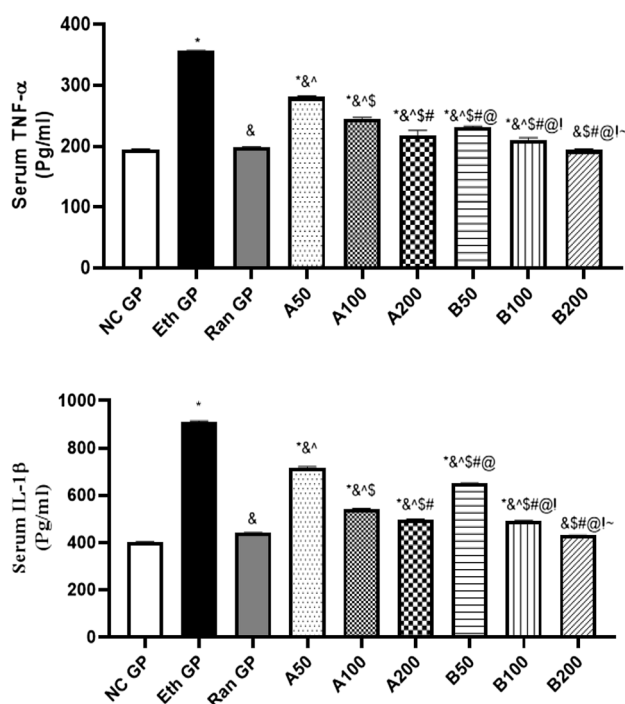 400
300
200
100
0
Serum TNF-α
(Pg/ml)
*
&
*&^
*&^$
*&^$#
*&^$#@
*&^$#@!
&$#@!~
NC GP
Eth GP
Ran GP
A50
A100
A200
B50
B100
B200
1000
800
600
400
200
0
Serum IL-1β
(Pg/ml)
*
&
*&^
*&^$
*&^$#
*&^$#@
*&^$#@!
&$#@!~
NC GP
Eth GP
Ran GP
A50
A100
A200
B50
B100
B200